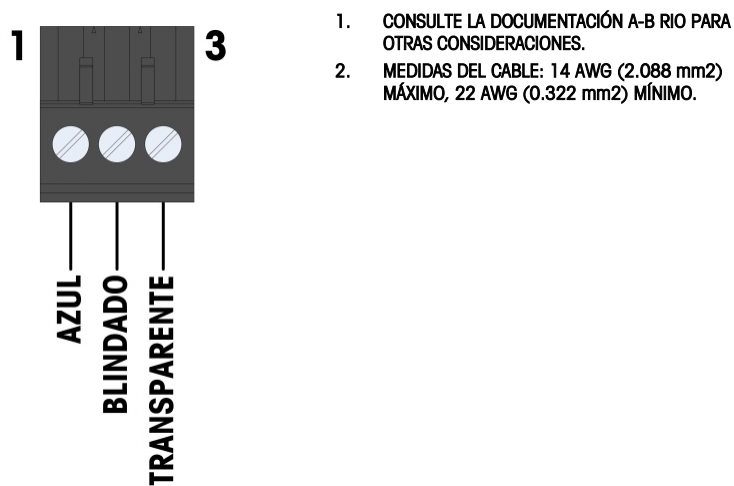 1
3
AZUL
BLINDADO
TRANSPARENTE
1. CONSULTE LA DOCUMENTACIÓN A-B RIO PARA
OTRAS CONSIDERACIONES.
2. MEDIDAS DEL CABLE: 14 AWG (2.088 mm2)
MÁXIMO, 22 AWG (0.322 mm2) MÍNIMO.